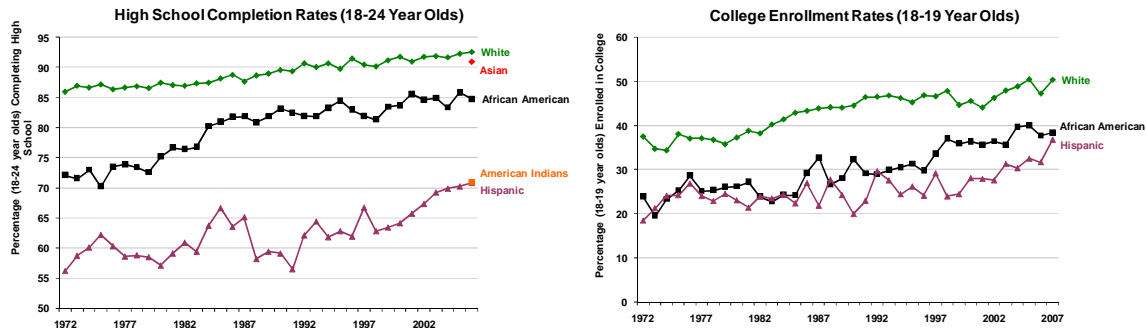 High School Completion Rates (18-24 Year Olds)
Percentage (18-24 year olds) Completing High
School
95
90
85
80
75
70
65
60
55
50
1972
1977
1982
1987
1992
1997
2002
White
Asian
African American
American Indians
Hispanic
College Enrollment Rates (18-19 Year Olds)
Percentage (18-19 year olds) Enrolled in College
60
50
40
30
20
10
0
1972
1977
1982
1987
1992
1997
2002
2007
White
African American
Hispanic